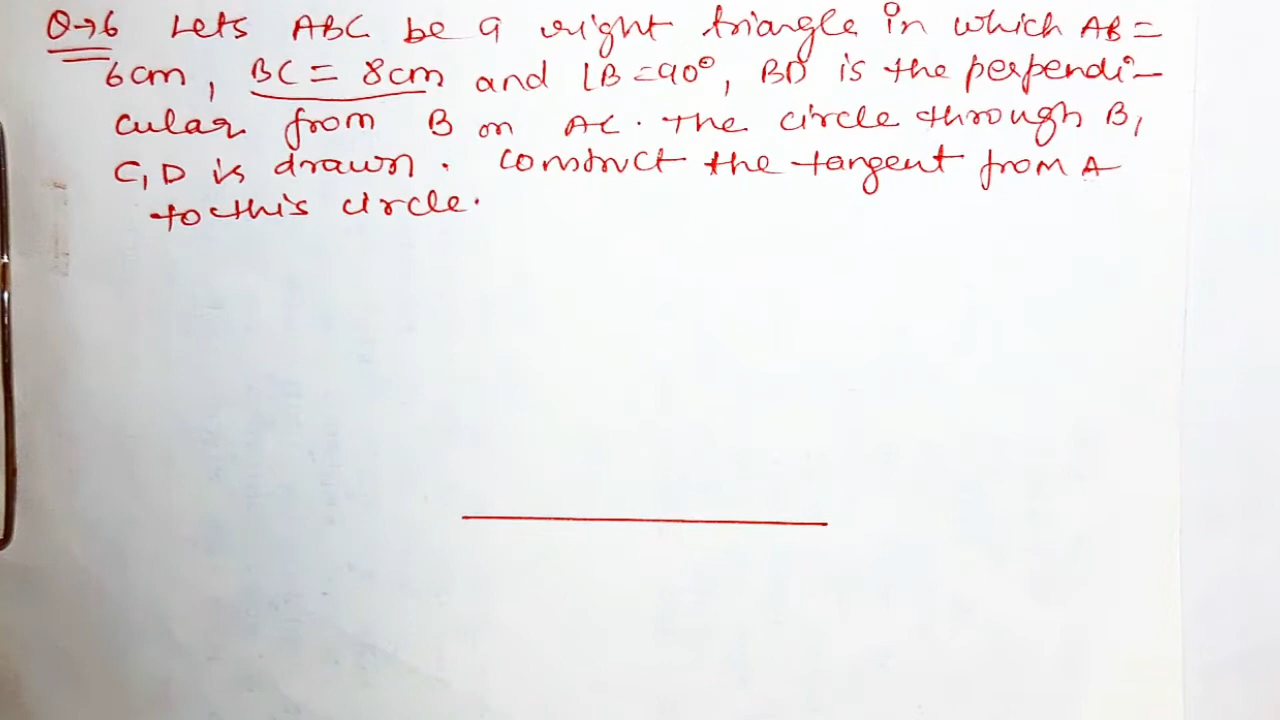 Q→6 Lets ABC be a right triangle in which AB =
6cm, BC = 8cm and ∠B = 90°, BD is the perpendi-
cular from B on AC. The circle through B,
C, D is drawn. Construct the tangent from A
to this circle.